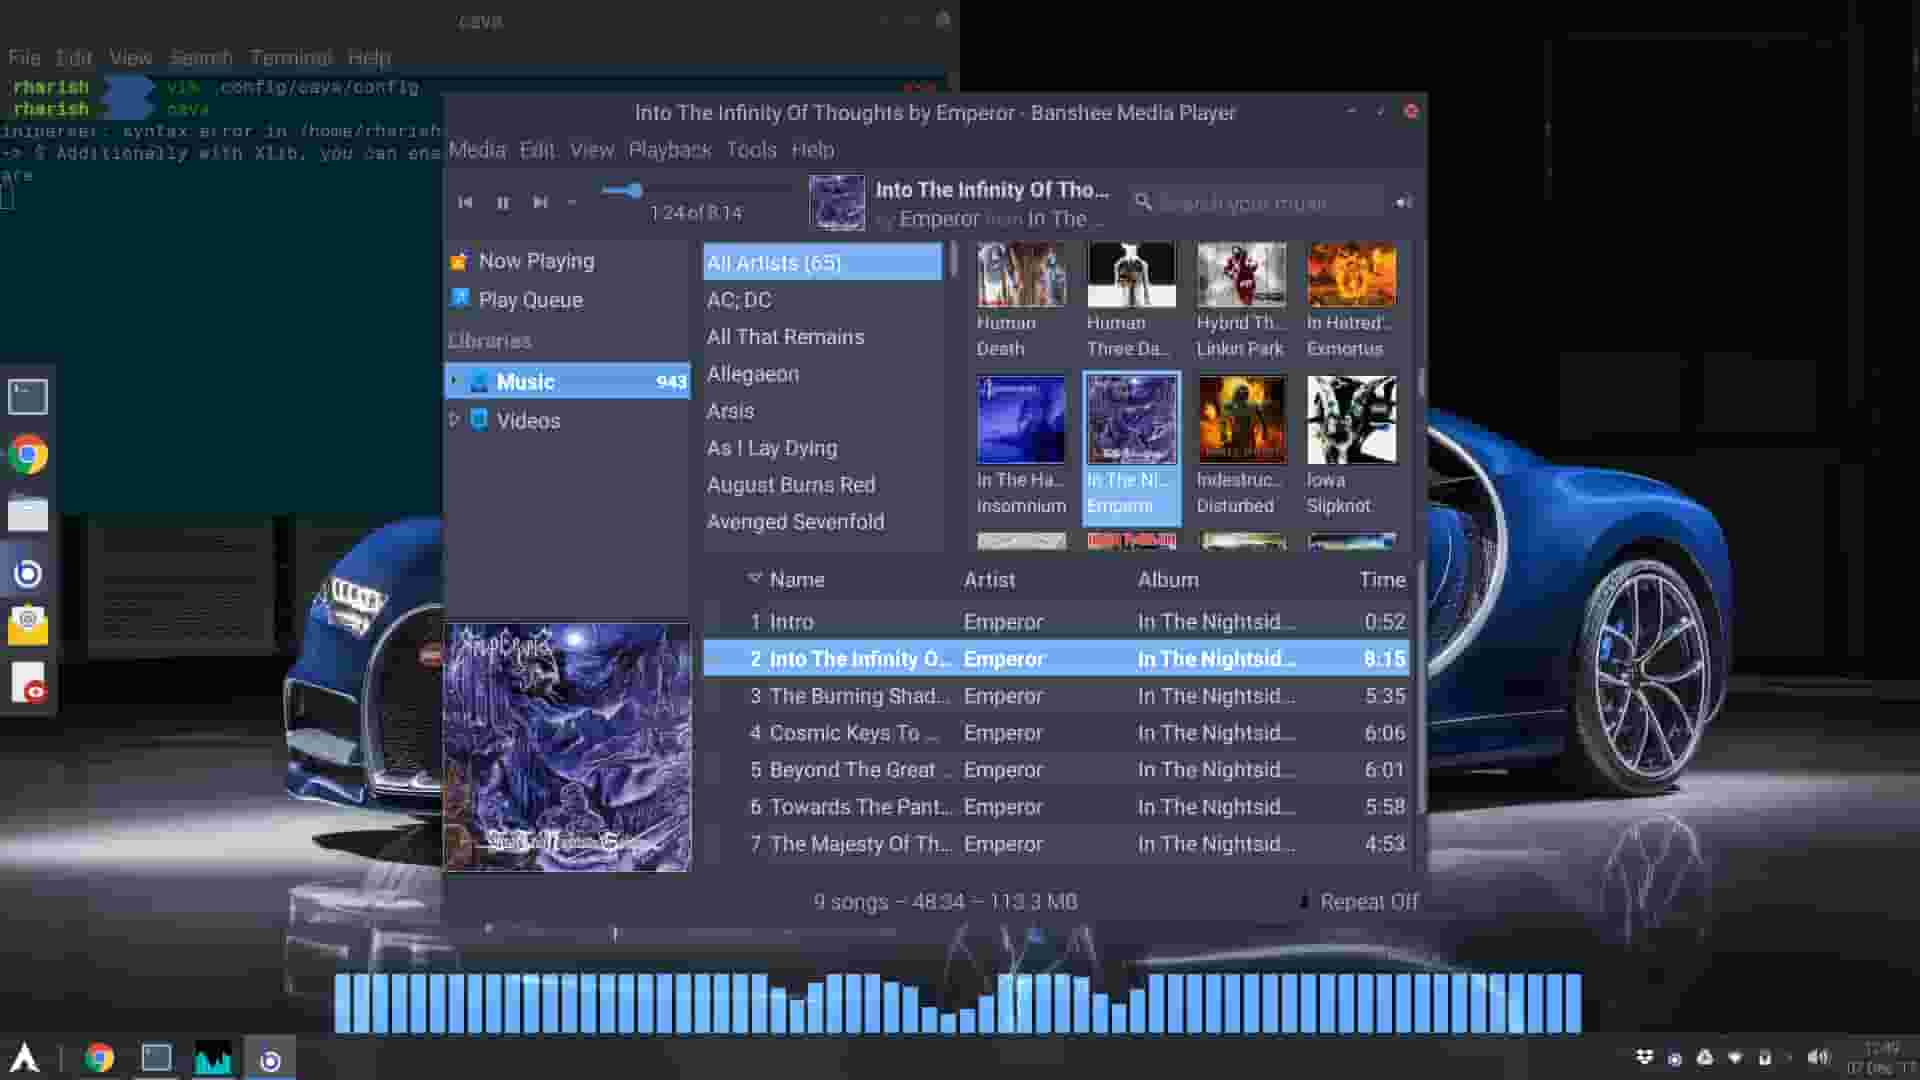 cava
File Edit View Search Terminal Help
rharish vim .config/cava/config
rharish cava
iniparser: syntax error in /home/rharish
-> $ Additionally with Xlib, you can one
are
Into The Infinity Of Thoughts by Emperor - Banshee Media Player
Media Edit View Playback Tools Help
1:24 of 8:14
Into The Infinity Of Tho...
by Emperor from In The ...
Search your music
Now Playing
Play Queue
Libraries
Music 943
Videos
All Artists (65)
AC; DC
All That Remains
Allegaeon
Arsis
As I Lay Dying
August Burns Red
Avenged Sevenfold
Human
Death
Human
Three Da...
Hybrid Th...
Linkin Park
In Hatred...
Exmortus
In The Ha...
Insomnium
In The Ni...
Emperor
Indestruc...
Disturbed
Iowa
Slipknot
Name Artist Album Time
1 Intro Emperor In The Nightsid... 0:52
2 Into The Infinity O... Emperor In The Nightsid... 8:15
3 The Burning Shad... Emperor In The Nightsid... 5:35
4 Cosmic Keys To ... Emperor In The Nightsid... 6:06
5 Beyond The Great ... Emperor In The Nightsid... 6:01
6 Towards The Pant... Emperor In The Nightsid... 5:58
7 The Majesty Of Th... Emperor In The Nightsid... 4:53
Emperor
9 songs – 48:34 – 113.3 MB
Repeat Off
07 Dec 17